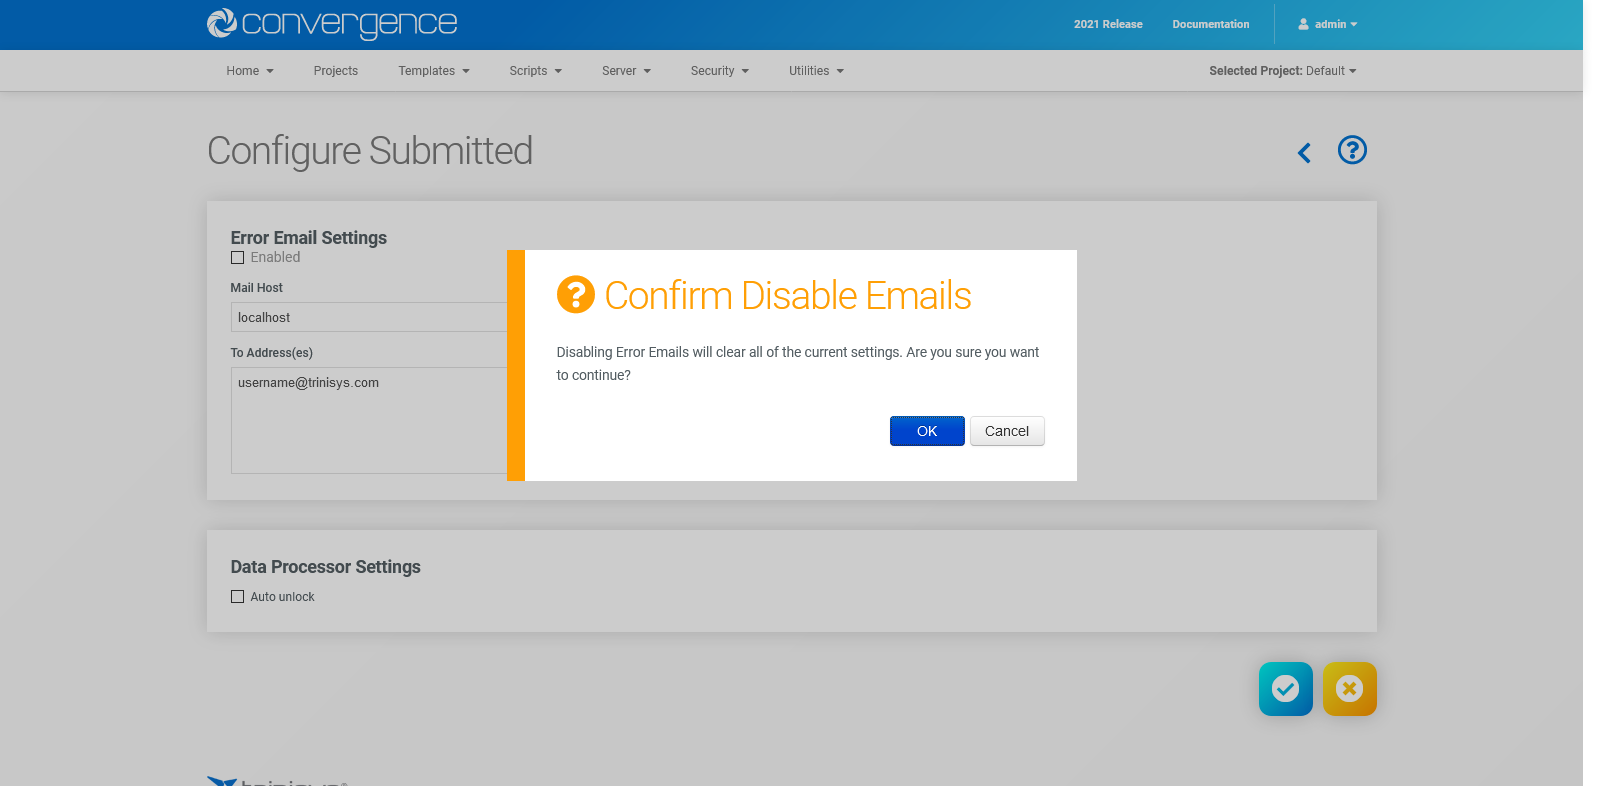 convergence
2021 Release Documentation admin
Home Projects Templates Scripts Server Security Utilities Selected Project: Default
Configure Submitted
Error Email Settings
Enabled
Mail Host
localhost
To Address(es)
username@trinisys.com
Confirm Disable Emails
Disabling Error Emails will clear all of the current settings. Are you sure you want
to continue?
OK Cancel
Data Processor Settings
Auto unlock